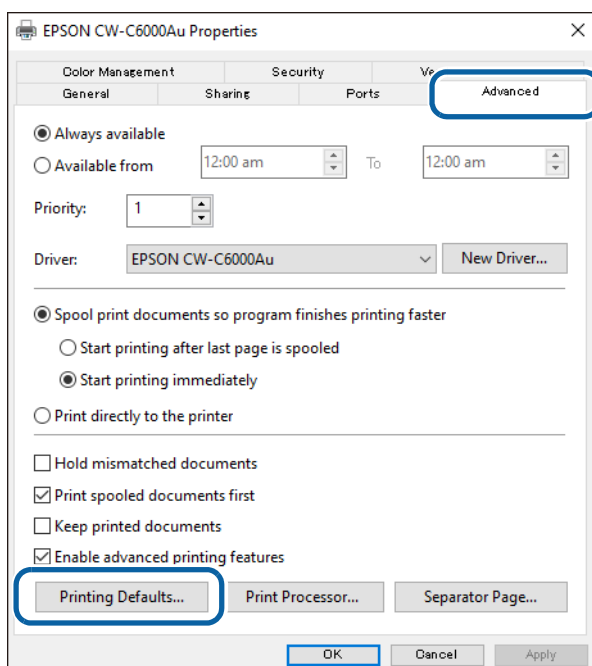 EPSON CW-C6000Au Properties
Color Management Security Ve
General Sharing Ports Advanced
Always available
Available from 12:00 am To 12:00 am
Priority: 1
Driver: EPSON CW-C6000Au New Driver...
Spool print documents so program finishes printing faster
Start printing after last page is spooled
Start printing immediately
Print directly to the printer
Hold mismatched documents
Print spooled documents first
Keep printed documents
Enable advanced printing features
Printing Defaults... Print Processor... Separator Page...
OK Cancel Apply